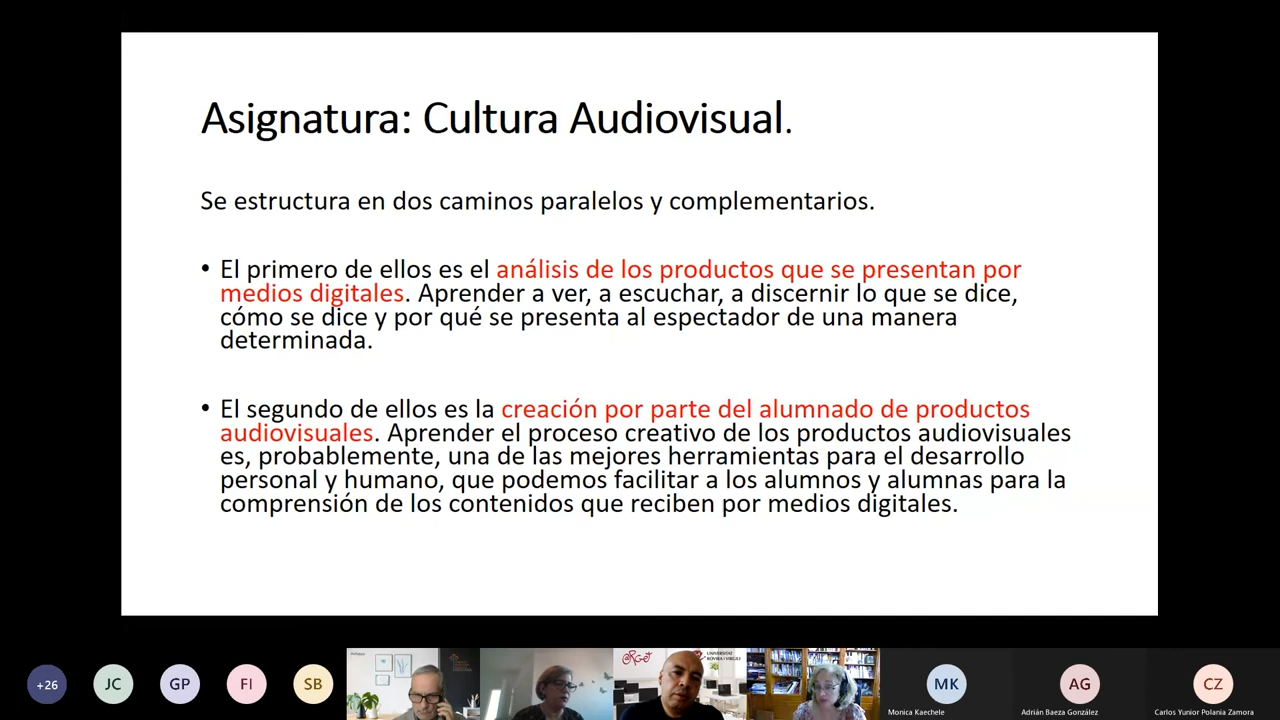 Asignatura: Cultura Audiovisual.
Se estructura en dos caminos paralelos y complementarios.
• El primero de ellos es el análisis de los productos que se presentan por
medios digitales. Aprender a ver, a escuchar, a discernir lo que se dice,
cómo se dice y por qué se presenta al espectador de una manera
determinada.
• El segundo de ellos es la creación por parte del alumnado de productos
audiovisuales. Aprender el proceso creativo de los productos audiovisuales
es, probablemente, una de las mejores herramientas para el desarrollo
personal y humano, que podemos facilitar a los alumnos y alumnas para la
comprensión de los contenidos que reciben por medios digitales.
+26
JC
GP
FI
SB
UNIVERSITAT
ROVIRA i VIRGILI
MK
AG
CZ
Monica Kaechele
Adrián Baeza González
Carlos Yunior Polania Zamora